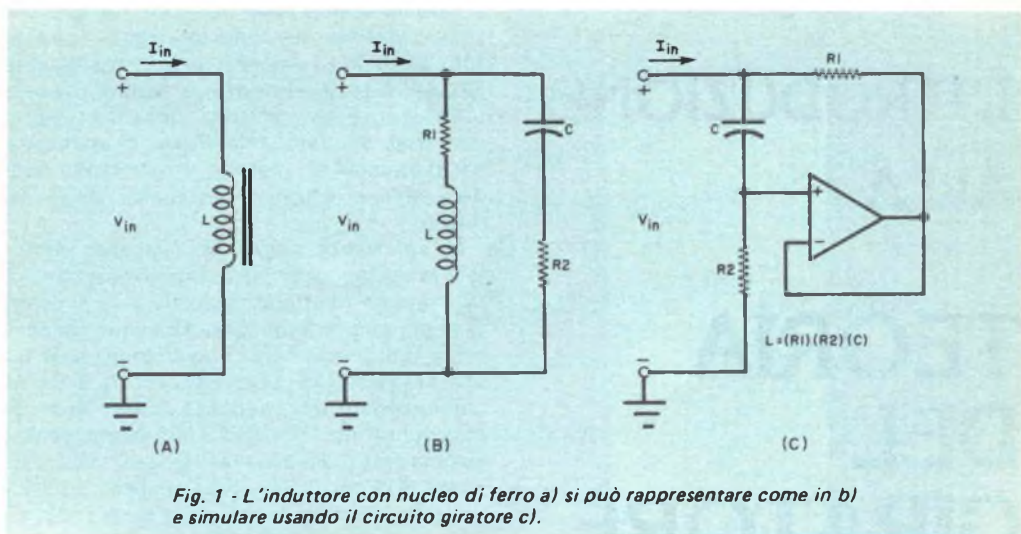 Iin
+
L
Vin
−
(A)
Iin
+
R1
L
C
Vin
R2
−
(B)
Iin
+
R1
C
+
−
Vin
R2
L=(R1)(R2)(C)
−
(C)
Fig. 1 - L'induttore con nucleo di ferro a) si può rappresentare come in b)
e simulare usando il circuito giratore c).